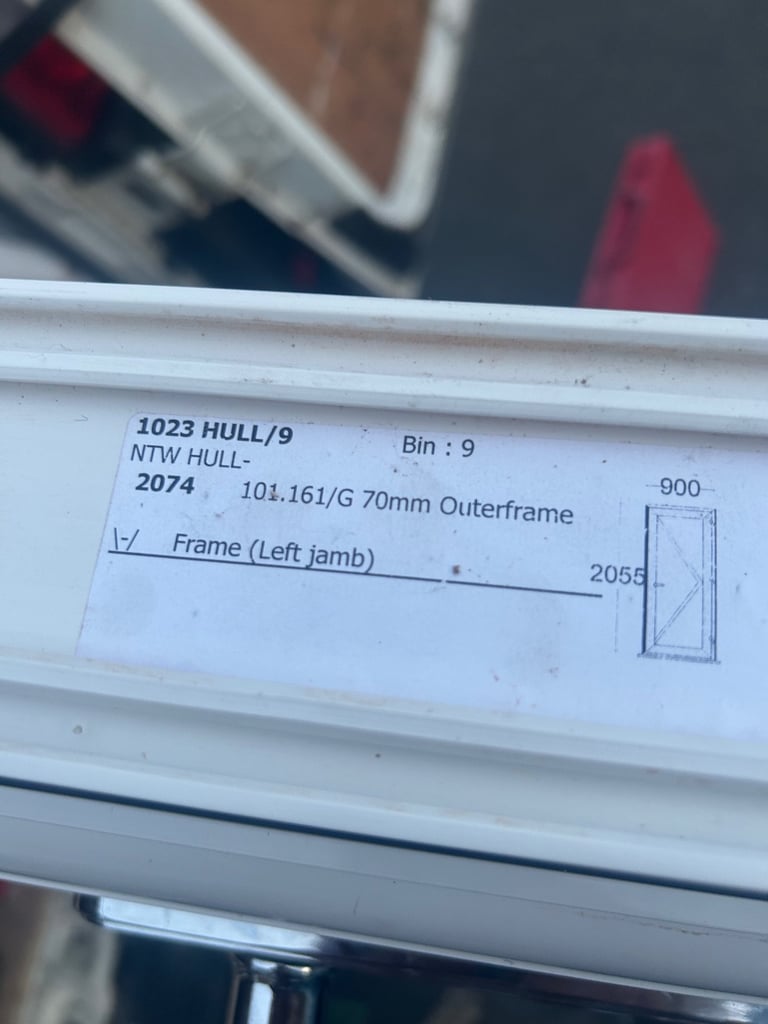 1023 HULL/9 Bin : 9
NTW HULL-
2074 101.161/G 70mm Outerframe
\-/ Frame (Left jamb)
900
2055